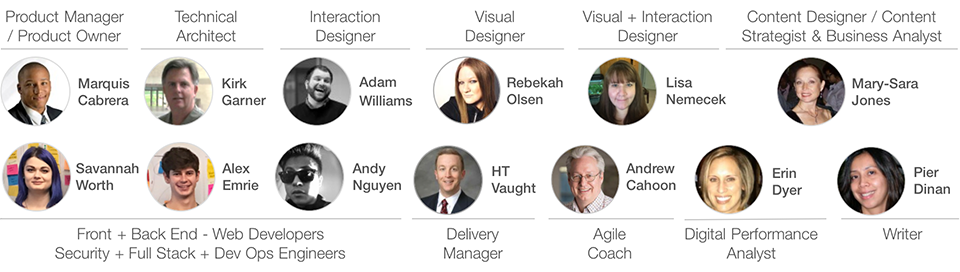 Product Manager
/ Product Owner
Technical
Architect
Interaction
Designer
Visual
Designer
Visual + Interaction
Designer
Content Designer / Content
Strategist & Business Analyst
Marquis
Cabrera
Kirk
Garner
Adam
Williams
Rebekah
Olsen
Lisa
Nemecek
Mary-Sara
Jones
Savannah
Worth
Alex
Emrie
Andy
Nguyen
HT
Vaught
Andrew
Cahoon
Erin
Dyer
Pier
Dinan
Front + Back End - Web Developers
Security + Full Stack + Dev Ops Engineers
Delivery
Manager
Agile
Coach
Digital Performance
Analyst
Writer